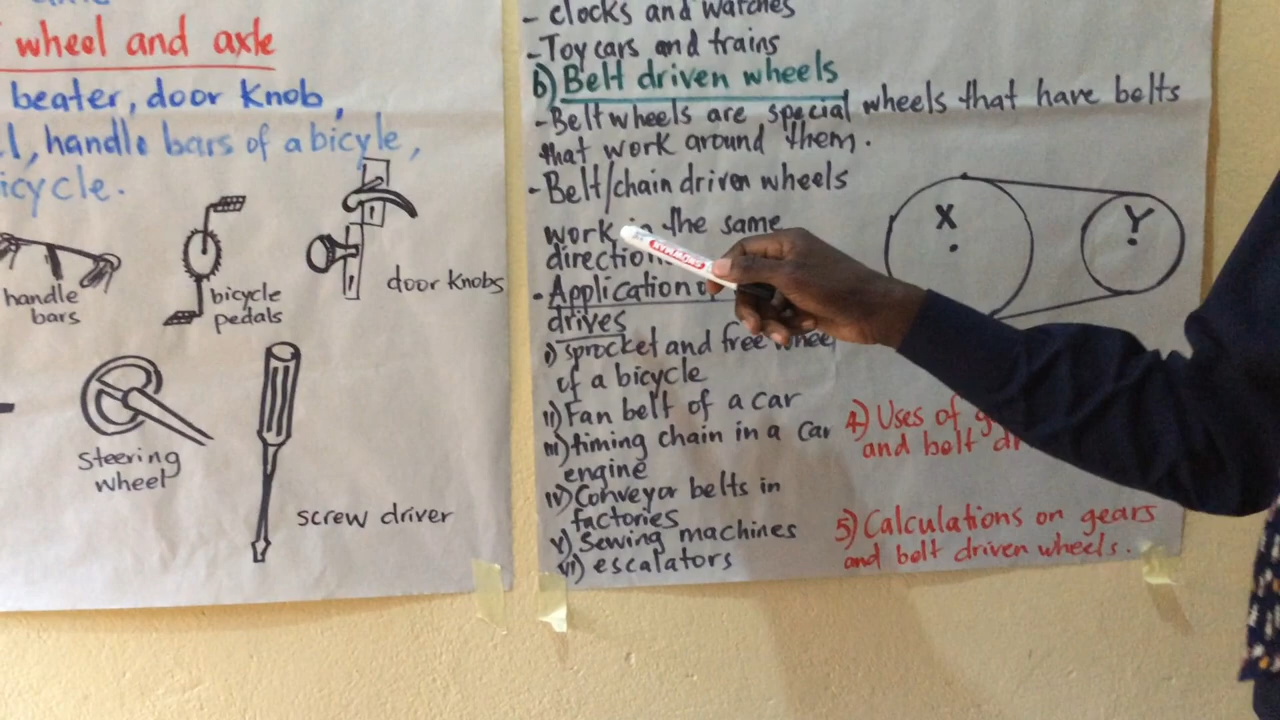 wheel and axle
beater, door knob,
handle bars of a bicyle,
icycle.
door knobs
handle
bars
bicycle
pedals
steering
wheel
screw driver
- clocks and watches
- Toy cars and trains
b) Belt driven wheels
- Belt wheels are special wheels that have belts
that work around them.
- Belt/chain driven wheels
work in the same
direction
- Application
drives
i) sprocket and free wheel
of a bicycle
ii) Fan belt of a car
iii) timing chain in a car
engine
iv) Conveyor belts in
factories
v) Sewing machines
vi) escalators
X
Y
4) Uses of
and belt
5) Calculations on gears
and belt driven wheels.